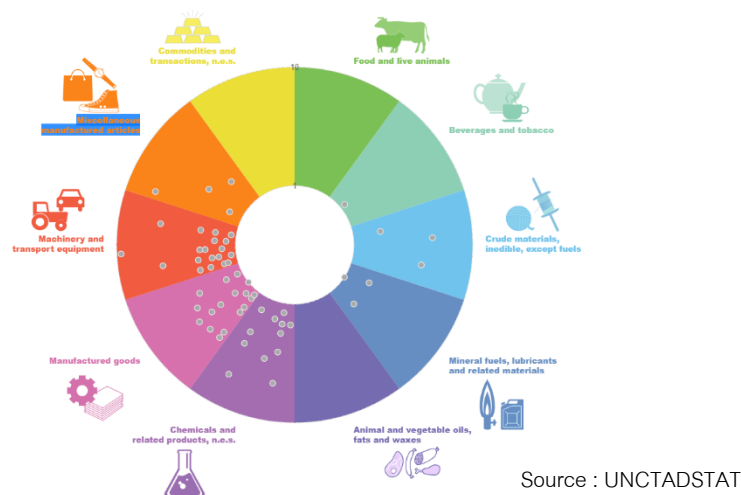 Commodities and
transactions, n.o.s.
10
Food and live animals
Miscellaneous
manufactured articles
Beverages and tobacco
1
Machinery and
transport equipment
Crude materials,
inedible, except fuels
Manufactured goods
Mineral fuels, lubricants
and related materials
Chemicals and
related products, n.e.s.
Animal and vegetable oils,
fats and waxes
Source : UNCTADSTAT